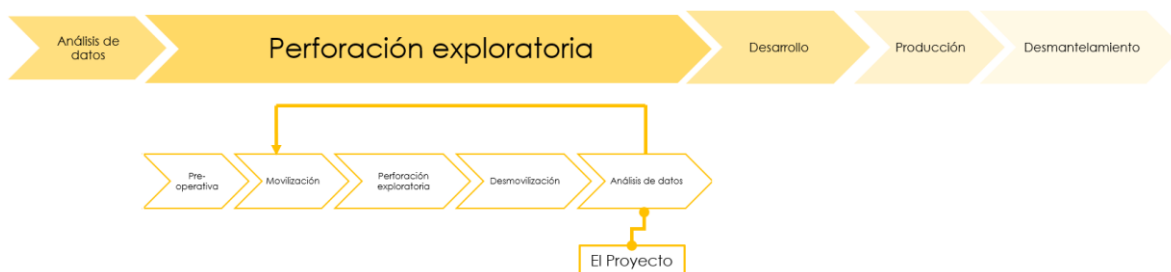 Análisis de
datos
Perforación exploratoria
Desarrollo
Producción
Desmantelamiento
Pre-
operativa
Movilización
Perforación
exploratoria
Desmovilización
Análisis de datos
El Proyecto